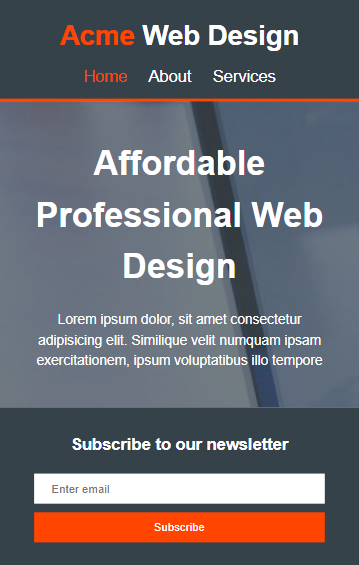 Acme Web Design
Home About Services
Affordable
Professional Web
Design
Lorem ipsum dolor, sit amet consectetur
adipisicing elit. Similique velit numquam ipsam
exercitationem, ipsum voluptatibus illo tempore
Subscribe to our newsletter
Enter email
Subscribe